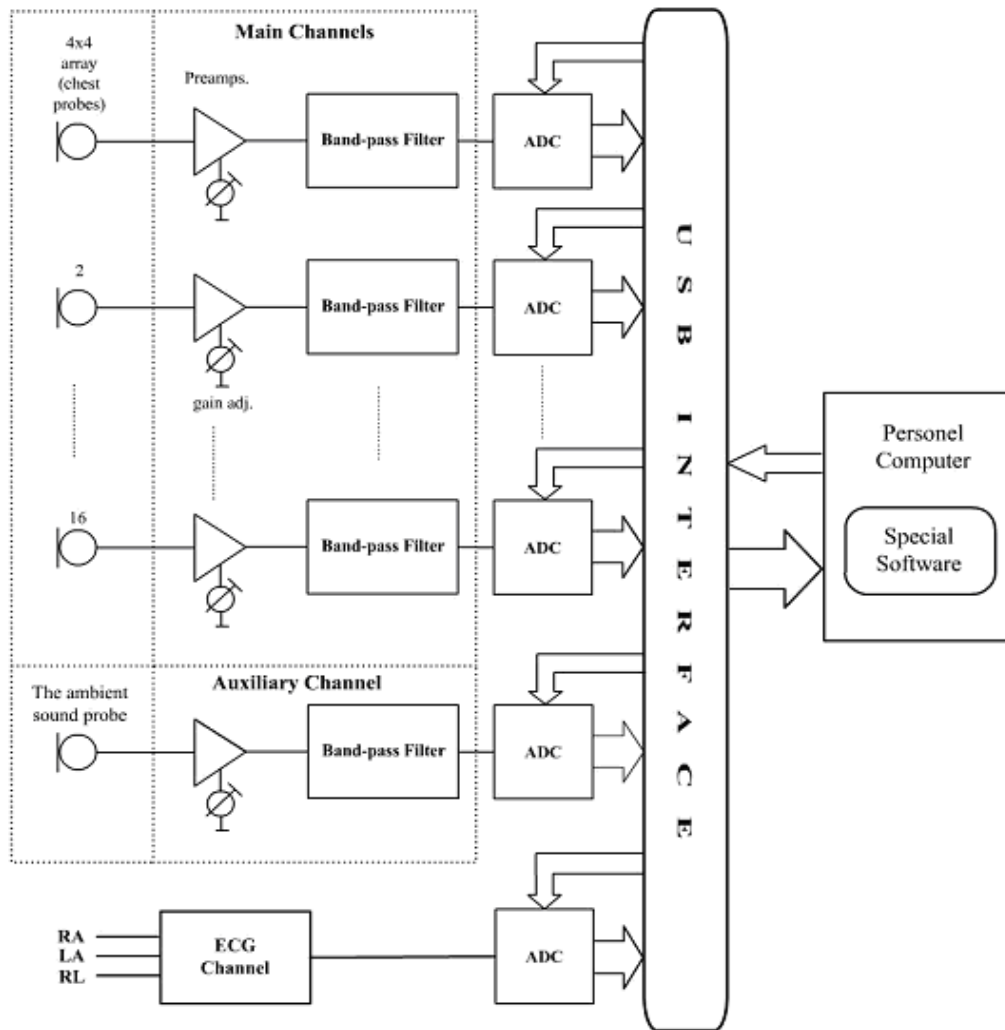 4x4
array
(chest
probes)
Main Channels
Preamps.
Band-pass Filter
ADC
2
Band-pass Filter
ADC
gain adj.
16
Band-pass Filter
ADC
The ambient
sound probe
Auxiliary Channel
Band-pass Filter
ADC
RA
LA
RL
ECG
Channel
ADC
USB INTERFACE
Personel
Computer
Special
Software